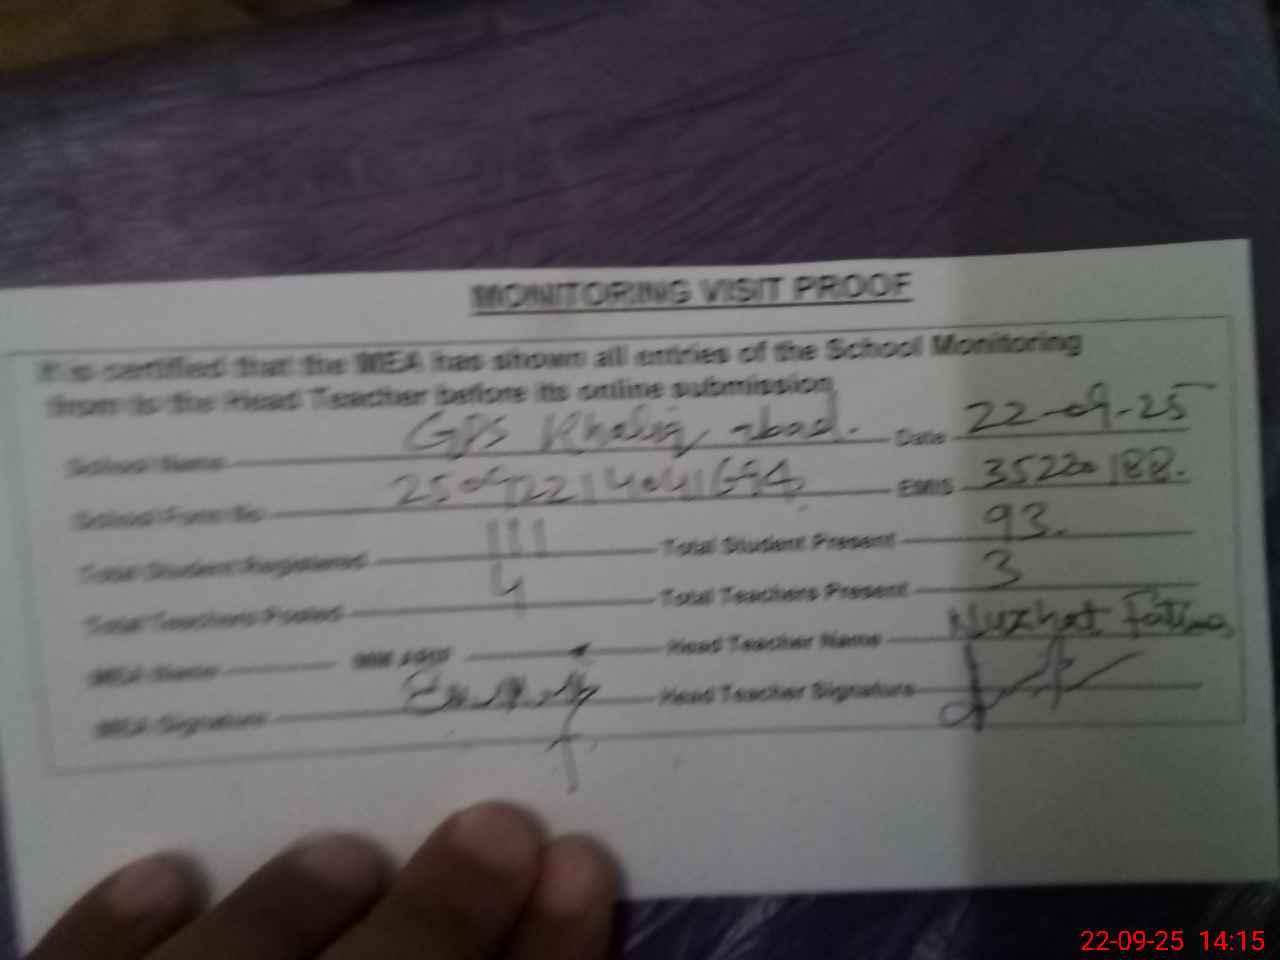 MONITORING VISIT PROOF
It is certified that the MEA has shown all entries of the School Monitoring
from to the Head Teacher before its online submission
School Name GPS Khaliq abad. Date 22-09-25
School Form No EMIS 35220188.
Total Student Registered 111 Total Student Present 93.
Total Teachers Posted 4 Total Teachers Present 3
MEA Name Head Teacher Name Nuzhat Fatima
MEA Signature Head Teacher Signature
22-09-25 14:15